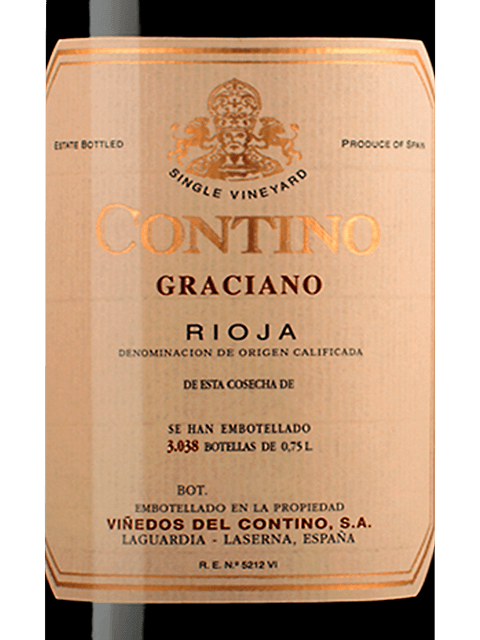 ESTATE BOTTLED
PRODUCE OF SPAIN
SINGLE VINEYARD
CONTINO
GRACIANO
RIOJA
DENOMINACION DE ORIGEN CALIFICADA
DE ESTA COSECHA DE
SE HAN EMBOTELLADO
3.038 BOTELLAS DE 0,75 L.
BOT.
EMBOTELLADO EN LA PROPIEDAD
VIÑEDOS DEL CONTINO, S.A.
LAGUARDIA - LASERNA, ESPAÑA
R. E. N.º 5212 VI